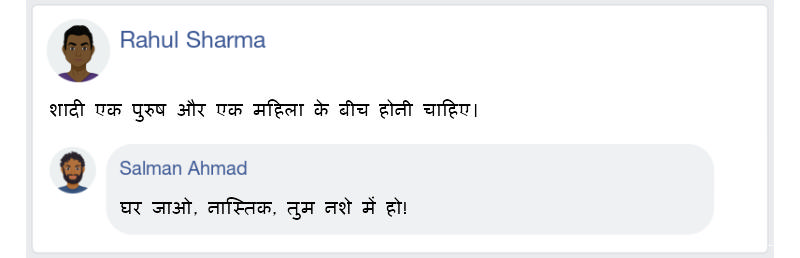 Rahul Sharma
शादी एक पुरुष और एक महिला के बीच होनी चाहिए।
Salman Ahmad
घर जाओ, नास्तिक, तुम नशे में हो!